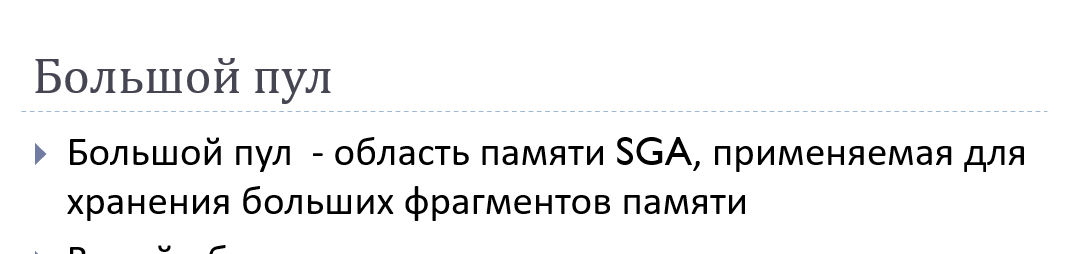 Большой пул
Большой пул - область памяти SGA, применяемая для
хранения больших фрагментов памяти